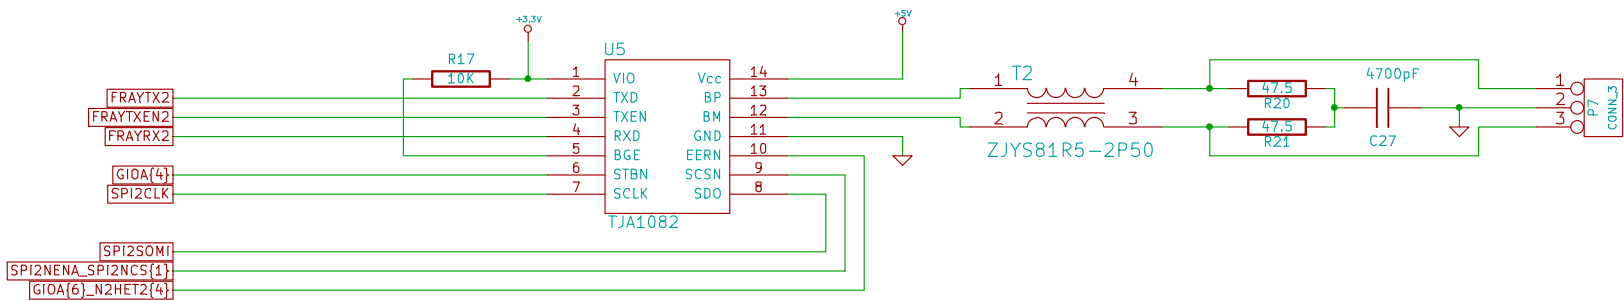 +3.3V
+5V
U5
R17
10K
T2
4700pF
1 VIO Vcc 14
2 TXD BP 13
3 TXEN BM 12
4 RXD GND 11
5 BGE EERN 10
6 STBN SCSN 9
7 SCLK SDO 8
TJA1082
FRAYTX2
FRAYTXEN2
FRAYRX2
GIOA{4}
SPI2CLK
SPI2SOMI
SPI2NENA_SPI2NCS{1}
GIOA{6}_N2HET2{4}
1 4
2 3
ZJYS81R5-2P50
47.5
R20
47.5
R21
C27
1
2
3
P7
CONN_3